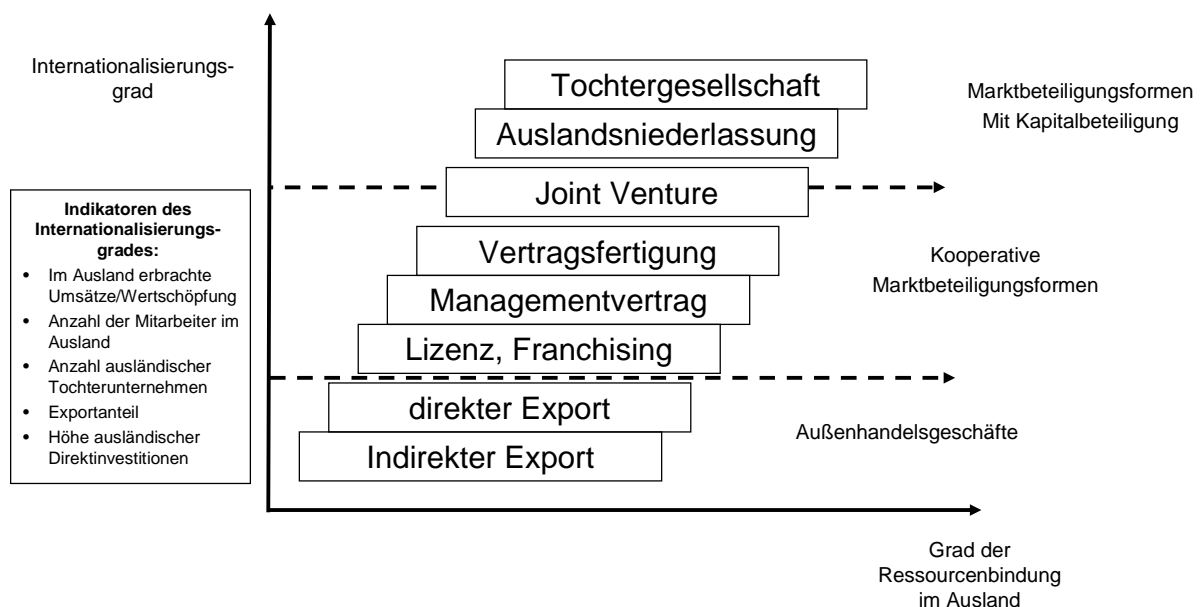 Internationalisierungs-
grad
Tochtergesellschaft
Auslandsniederlassung
Joint Venture
Vertragsfertigung
Managementvertrag
Lizenz, Franchising
direkter Export
Indirekter Export
Marktbeteiligungsformen
Mit Kapitalbeteiligung
Kooperative
Marktbeteiligungsformen
Außenhandelsgeschäfte
Indikatoren des
Internationalisierungs-
grades:
• Im Ausland erbrachte
Umsätze/Wertschöpfung
• Anzahl der Mitarbeiter im
Ausland
• Anzahl ausländischer
Tochterunternehmen
• Exportanteil
• Höhe ausländischer
Direktinvestitionen
Grad der
Ressourcenbindung
im Ausland